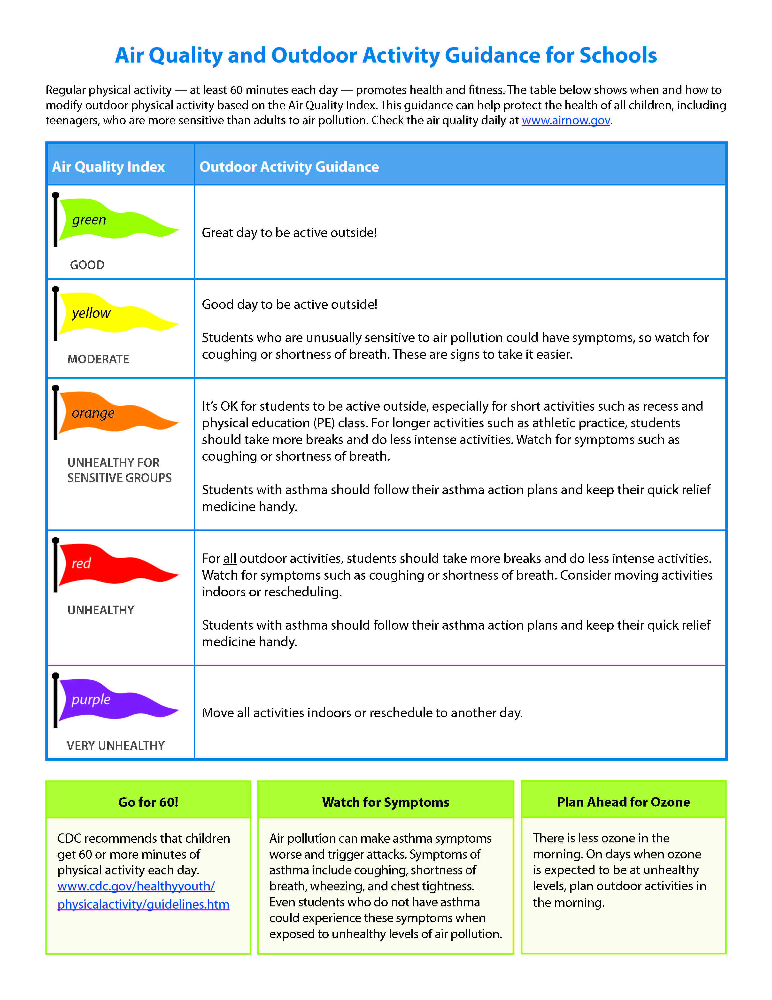 Air Quality and Outdoor Activity Guidance for Schools
Regular physical activity — at least 60 minutes each day — promotes health and fitness. The table below shows when and how to
modify outdoor physical activity based on the Air Quality Index. This guidance can help protect the health of all children, including
teenagers, who are more sensitive than adults to air pollution. Check the air quality daily at www.airnow.gov.
Air Quality Index
Outdoor Activity Guidance
green
GOOD
Great day to be active outside!
yellow
MODERATE
Good day to be active outside!
Students who are unusually sensitive to air pollution could have symptoms, so watch for
coughing or shortness of breath. These are signs to take it easier.
orange
UNHEALTHY FOR
SENSITIVE GROUPS
It's OK for students to be active outside, especially for short activities such as recess and
physical education (PE) class. For longer activities such as athletic practice, students
should take more breaks and do less intense activities. Watch for symptoms such as
coughing or shortness of breath.
Students with asthma should follow their asthma action plans and keep their quick relief
medicine handy.
red
UNHEALTHY
For all outdoor activities, students should take more breaks and do less intense activities.
Watch for symptoms such as coughing or shortness of breath. Consider moving activities
indoors or rescheduling.
Students with asthma should follow their asthma action plans and keep their quick relief
medicine handy.
purple
VERY UNHEALTHY
Move all activities indoors or reschedule to another day.
Go for 60!
CDC recommends that children
get 60 or more minutes of
physical activity each day.
www.cdc.gov/healthyyouth/
physicalactivity/guidelines.htm
Watch for Symptoms
Air pollution can make asthma symptoms
worse and trigger attacks. Symptoms of
asthma include coughing, shortness of
breath, wheezing, and chest tightness.
Even students who do not have asthma
could experience these symptoms when
exposed to unhealthy levels of air pollution.
Plan Ahead for Ozone
There is less ozone in the
morning. On days when ozone
is expected to be at unhealthy
levels, plan outdoor activities in
the morning.